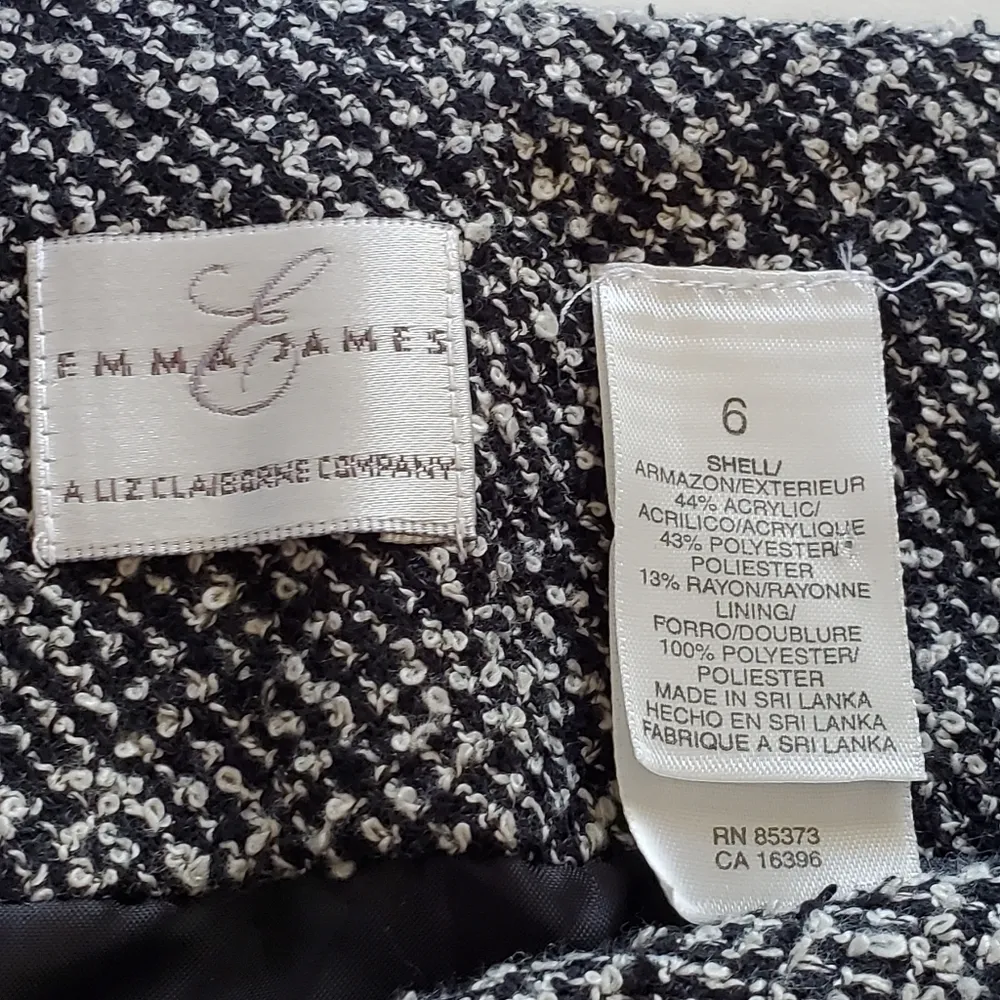 E
EMMA JAMES
A LIZ CLAIBORNE COMPANY
6
SHELL/
ARMAZON/EXTERIEUR
44% ACRYLIC/
ACRILICO/ACRYLIQUE
43% POLYESTER/
POLIESTER
13% RAYON/RAYONNE
LINING/
FORRO/DOUBLURE
100% POLYESTER/
POLIESTER
MADE IN SRI LANKA
HECHO EN SRI LANKA
FABRIQUE A SRI LANKA
RN 85373
CA 16396